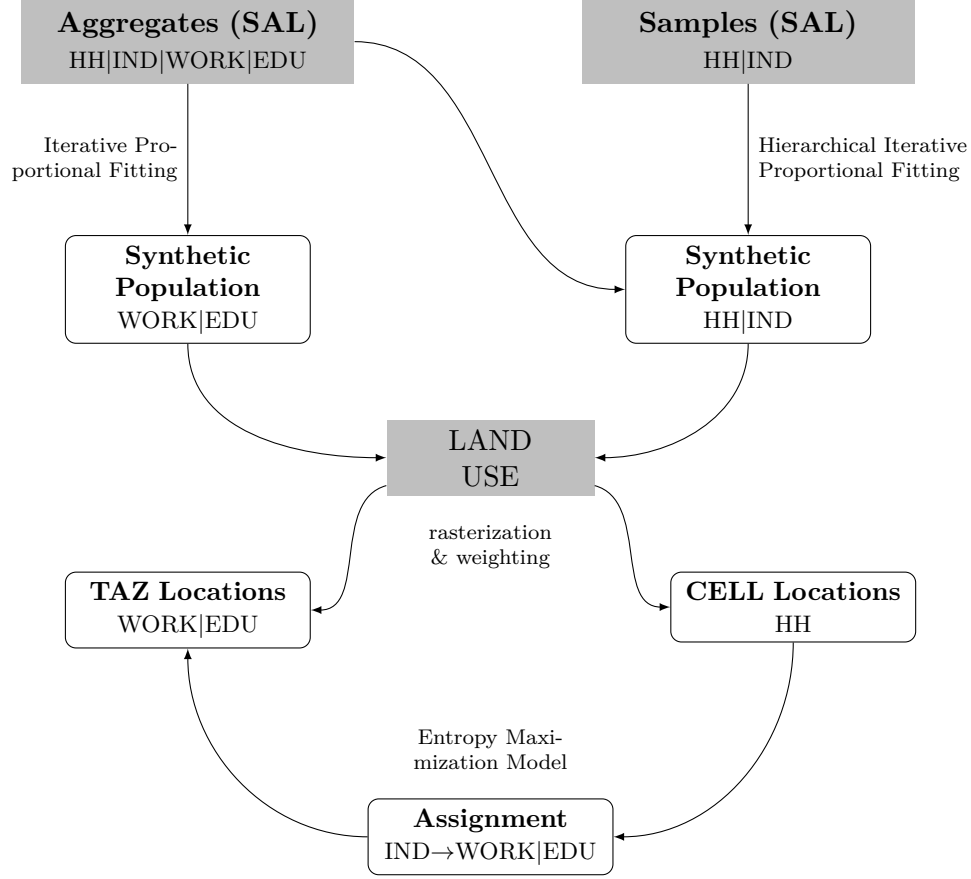 Aggregates (SAL)
HH|IND|WORK|EDU
Samples (SAL)
HH|IND
Iterative Pro-
portional Fitting
Hierarchical Iterative
Proportional Fitting
Synthetic
Population
WORK|EDU
Synthetic
Population
HH|IND
LAND
USE
rasterization
& weighting
TAZ Locations
WORK|EDU
CELL Locations
HH
Entropy Maxi-
mization Model
Assignment
IND→WORK|EDU